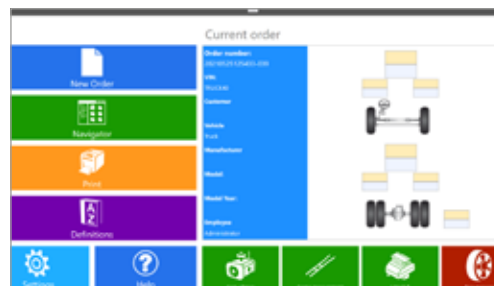 Current order
New Order
Navigator
Print
Definitions
Settings
Help
Order number:
VIN:
Customer
Vehicle
Truck
Manufacturer
Model
Model Year:
Employee
Administrator